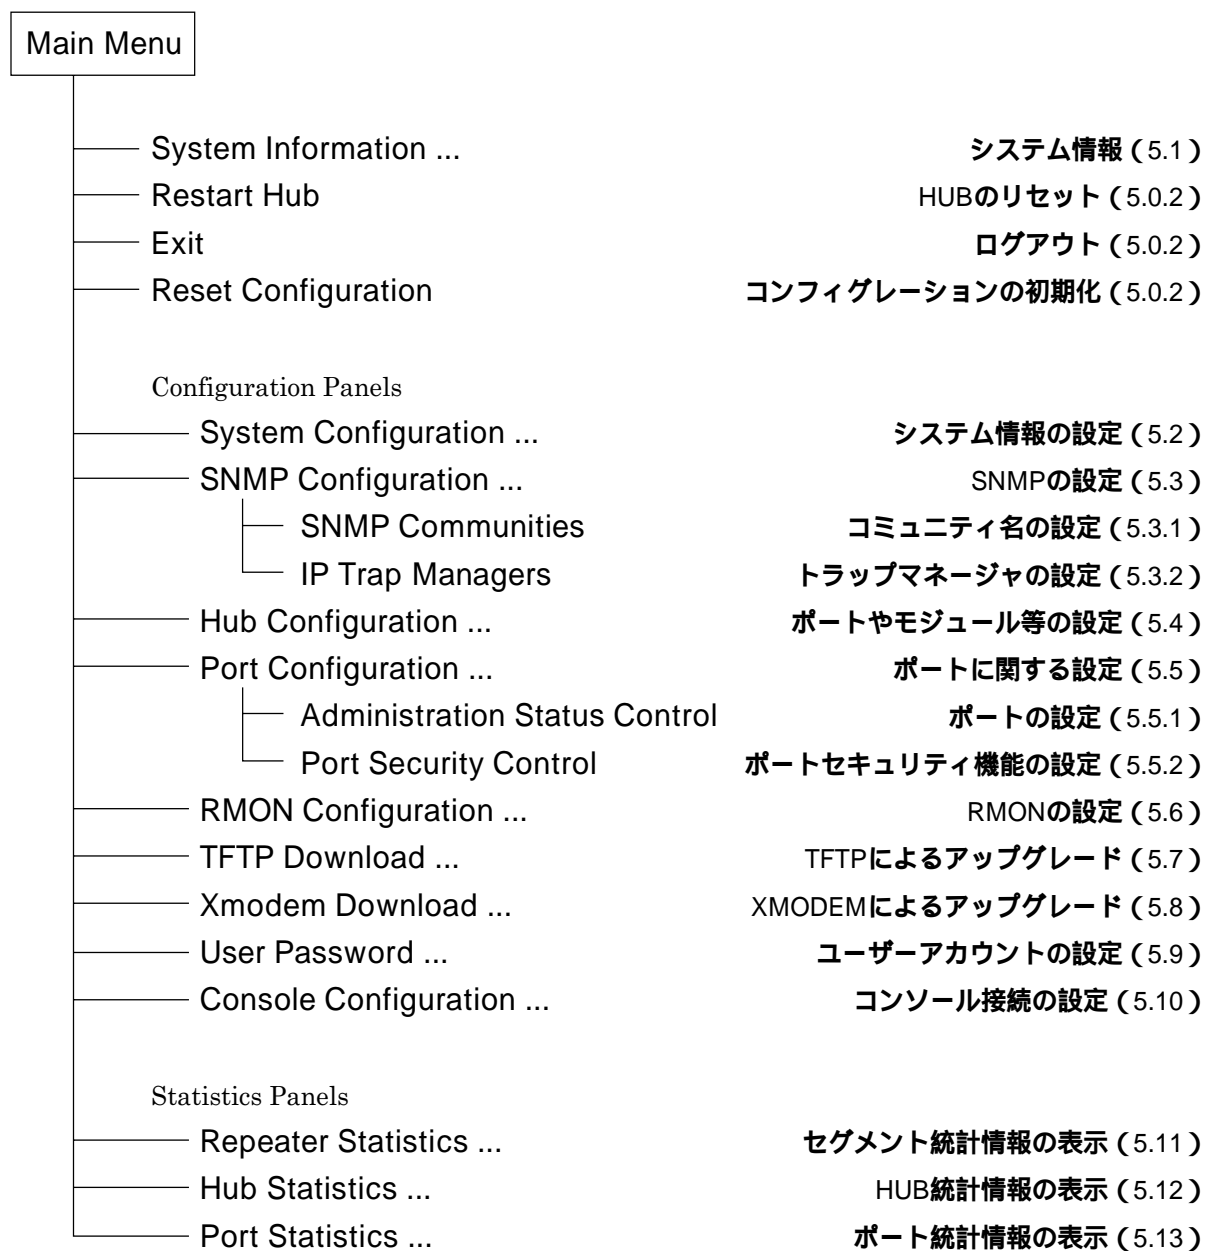 Main Menu
System Information ... システム情報（5.1）
Restart Hub HUBのリセット（5.0.2）
Exit ログアウト（5.0.2）
Reset Configuration コンフィグレーションの初期化（5.0.2）
Configuration Panels
System Configuration ... システム情報の設定（5.2）
SNMP Configuration ... SNMPの設定（5.3）
SNMP Communities コミュニティ名の設定（5.3.1）
IP Trap Managers トラップマネージャの設定（5.3.2）
Hub Configuration ... ポートやモジュール等の設定（5.4）
Port Configuration ... ポートに関する設定（5.5）
Administration Status Control ポートの設定（5.5.1）
Port Security Control ポートセキュリティ機能の設定（5.5.2）
RMON Configuration ... RMONの設定（5.6）
TFTP Download ... TFTPによるアップグレード（5.7）
Xmodem Download ... XMODEMによるアップグレード（5.8）
User Password ... ユーザーアカウントの設定（5.9）
Console Configuration ... コンソール接続の設定（5.10）
Statistics Panels
Repeater Statistics ... セグメント統計情報の表示（5.11）
Hub Statistics ... HUB統計情報の表示（5.12）
Port Statistics ... ポート統計情報の表示（5.13）